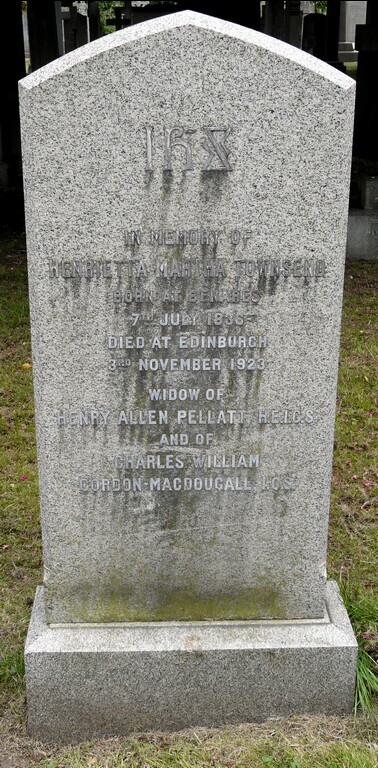 IHS
IN MEMORY OF
HENRIETTA MARTHA TOWNSEND
BORN AT BENARES
7TH JULY 1836
DIED AT EDINBURGH
3RD NOVEMBER 1923
WIDOW OF
HENRY ALLEN PELLATT, H.E.I.C.S.
AND OF
CHARLES WILLIAM
GORDON-MACDOUGALL, I.C.S.